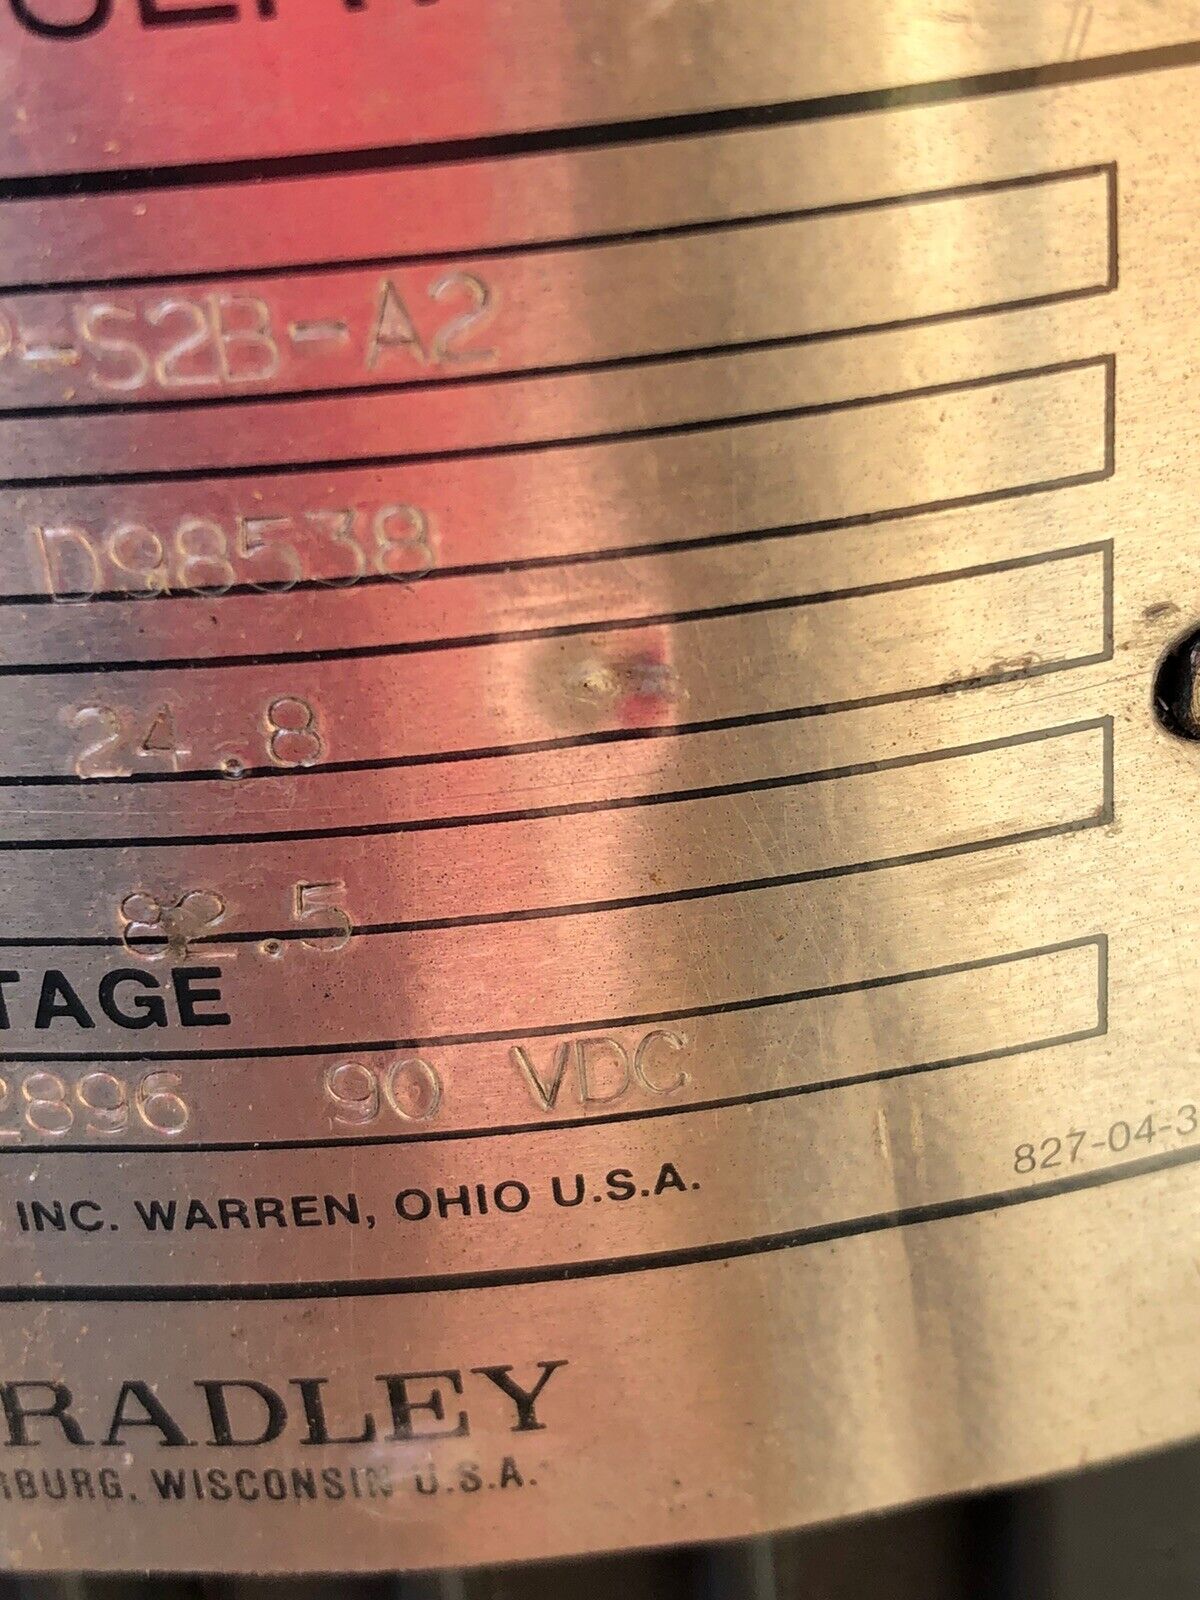 -S2B-A2
D98538
24.8
82.5
TAGE
2896 90 VDC
827-04-3
INC. WARREN, OHIO U.S.A.
RADLEY
BURG, WISCONSIN U.S.A.